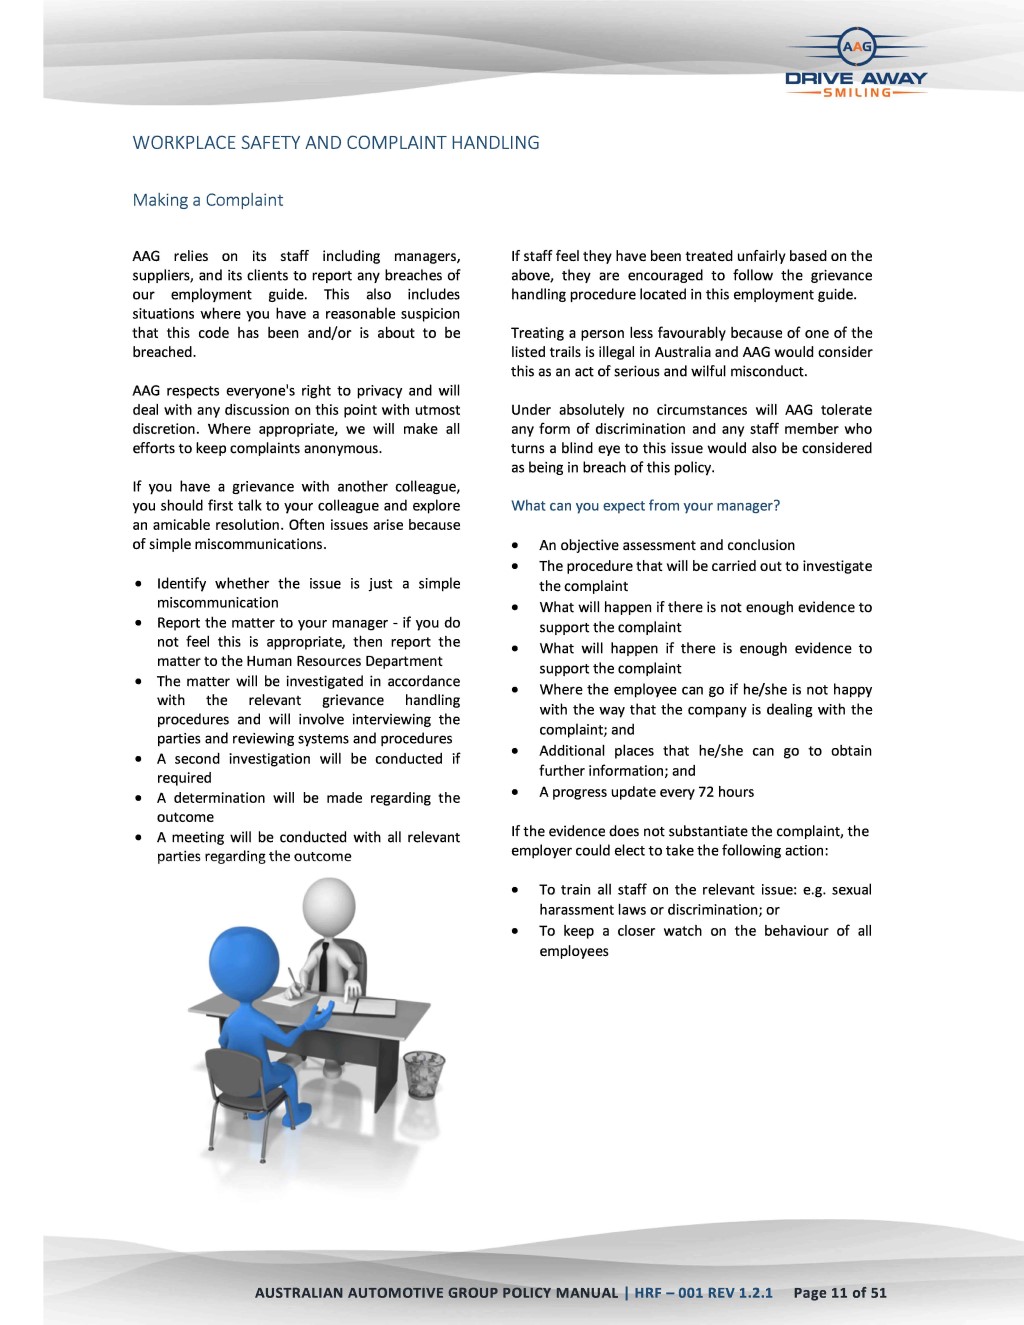 AAG
DRIVE AWAY
SMILING
WORKPLACE SAFETY AND COMPLAINT HANDLING
Making a Complaint
AAG relies on its staff including managers,
suppliers, and its clients to report any breaches of
our employment guide. This also includes
situations where you have a reasonable suspicion
that this code has been and/or is about to be
breached.
AAG respects everyone's right to privacy and will
deal with any discussion on this point with utmost
discretion. Where appropriate, we will make all
efforts to keep complaints anonymous.
If you have a grievance with another colleague,
you should first talk to your colleague and explore
an amicable resolution. Often issues arise because
of simple miscommunications.
• Identify whether the issue is just a simple
miscommunication
• Report the matter to your manager - if you do
not feel this is appropriate, then report the
matter to the Human Resources Department
• The matter will be investigated in accordance
with the relevant grievance handling
procedures and will involve interviewing the
parties and reviewing systems and procedures
• A second investigation will be conducted if
required
• A determination will be made regarding the
outcome
• A meeting will be conducted with all relevant
parties regarding the outcome
If staff feel they have been treated unfairly based on the
above, they are encouraged to follow the grievance
handling procedure located in this employment guide.
Treating a person less favourably because of one of the
listed trails is illegal in Australia and AAG would consider
this as an act of serious and wilful misconduct.
Under absolutely no circumstances will AAG tolerate
any form of discrimination and any staff member who
turns a blind eye to this issue would also be considered
as being in breach of this policy.
What can you expect from your manager?
• An objective assessment and conclusion
• The procedure that will be carried out to investigate
the complaint
• What will happen if there is not enough evidence to
support the complaint
• What will happen if there is enough evidence to
support the complaint
• Where the employee can go if he/she is not happy
with the way that the company is dealing with the
complaint; and
• Additional places that he/she can go to obtain
further information; and
• A progress update every 72 hours
If the evidence does not substantiate the complaint, the
employer could elect to take the following action:
• To train all staff on the relevant issue: e.g. sexual
harassment laws or discrimination; or
• To keep a closer watch on the behaviour of all
employees
AUSTRALIAN AUTOMOTIVE GROUP POLICY MANUAL | HRF – 001 REV 1.2.1 Page 11 of 51